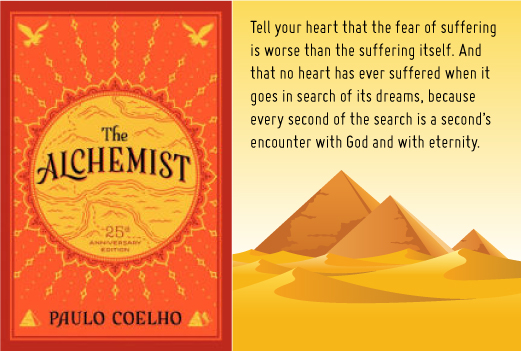 The
ALCHEMIST
25th
ANNIVERSARY
EDITION
PAULO COELHO
Tell your heart that the fear of suffering
is worse than the suffering itself. And
that no heart has ever suffered when it
goes in search of its dreams, because
every second of the search is a second's
encounter with God and with eternity.